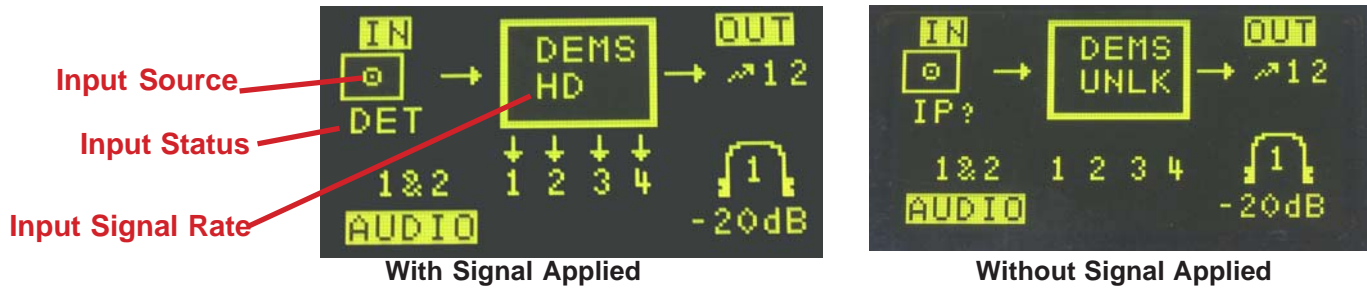 IN
DEMS
HD
OUT
12
DET
1&2
1 2 3 4
1
-20dB
AUDIO
Input Source
Input Status
Input Signal Rate
With Signal Applied
IN
DEMS
UNLK
OUT
12
IP?
1&2
1 2 3 4
1
-20dB
AUDIO
Without Signal Applied